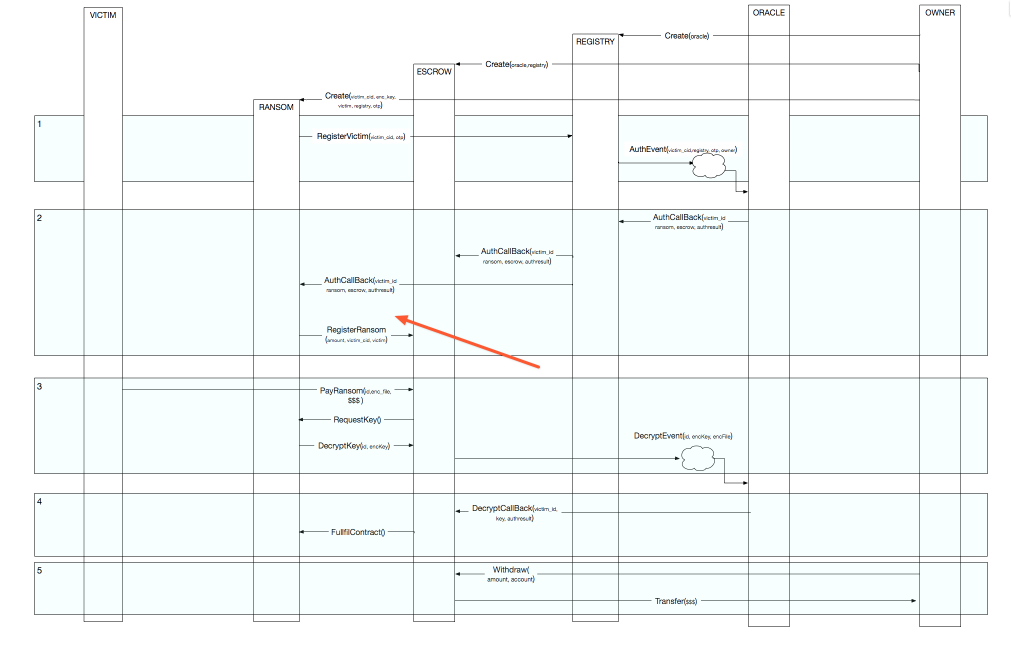 VICTIM
ORACLE
OWNER
Create(oracle)
REGISTRY
Create(oracle,registry)
ESCROW
Create(victim_cid, enc_key,
victim, registry, otp)
RANSOM
1
RegisterVictim(victim_cid, otp)
AuthEvent(victim_cid,registry, otp, owner)
2
AuthCallBack(victim_id
ransom, escrow, authresult)
AuthCallBack(victim_id
ransom, escrow, authresult)
AuthCallBack(victim_id
ransom, escrow, authresult)
RegisterRansom
(amount, victim_cid, victim)
3
PayRansom(id,enc_file,
$$$ )
RequestKey()
DecryptKey(id, encKey)
DecryptEvent(id, encKey, encFile)
4
DecryptCallBack(victim_id,
key, authresult)
FullfilContract()
5
Withdraw(
amount, account)
Transfer($$$)